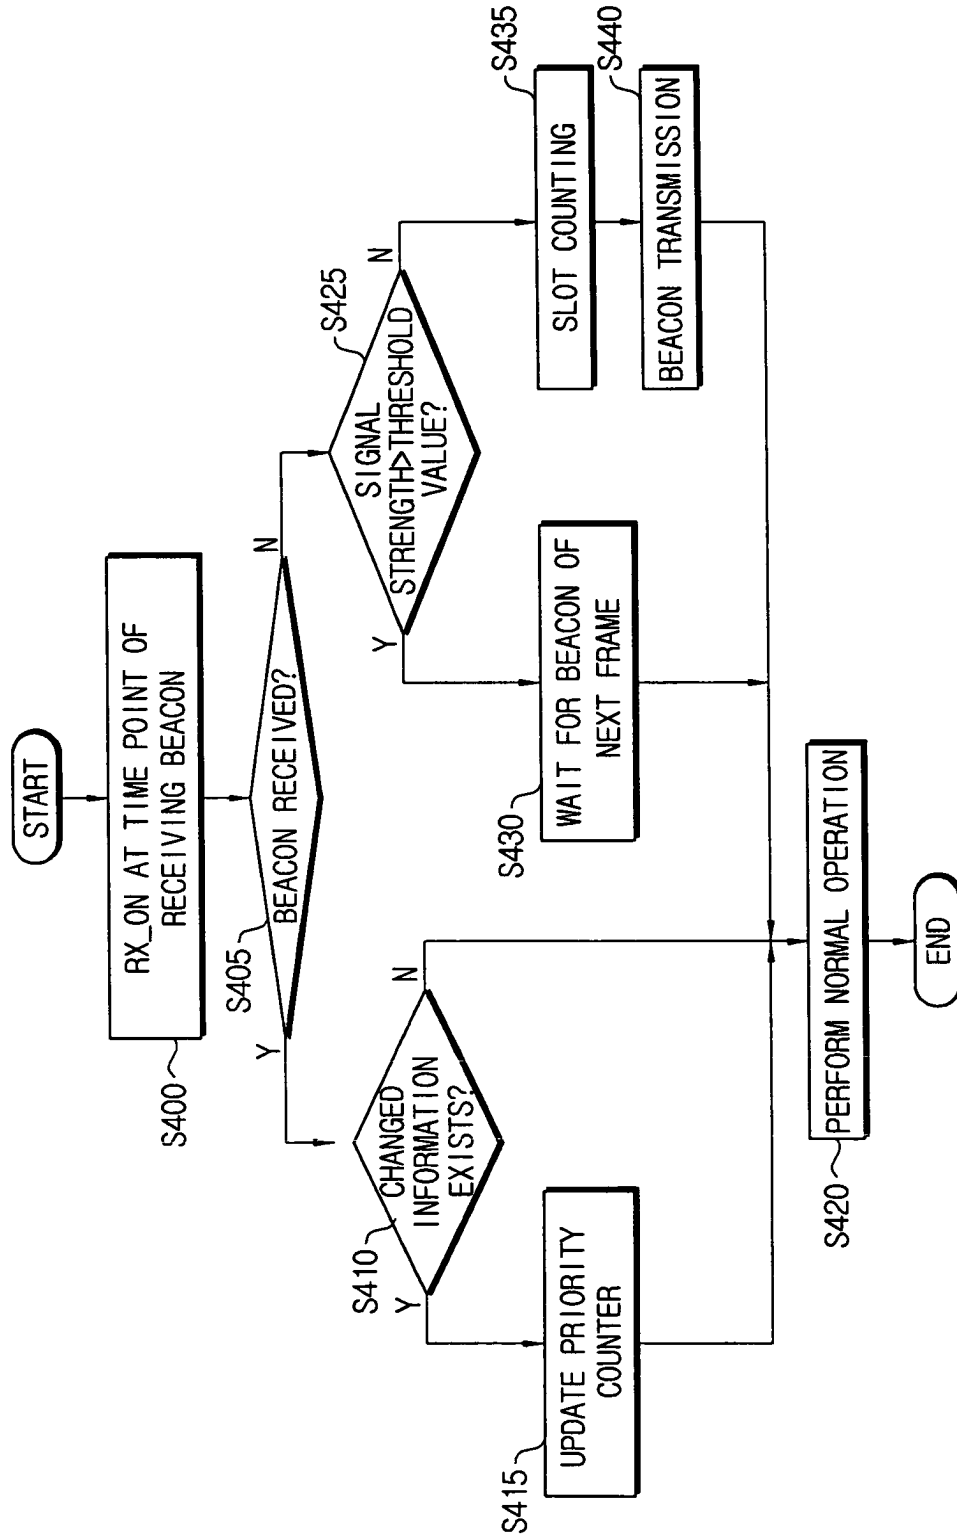 START
RX_ON AT TIME POINT OF
RECEIVING BEACON
S400
BEACON RECEIVED?
S405
Y
N
CHANGED
INFORMATION
EXISTS?
S410
Y
N
SIGNAL
STRENGTH>THRESHOLD
VALUE?
S425
Y
N
UPDATE PRIORITY
COUNTER
S415
WAIT FOR BEACON OF
NEXT FRAME
S430
SLOT COUNTING
S435
BEACON TRANSMISSION
S440
PERFORM NORMAL OPERATION
S420
END